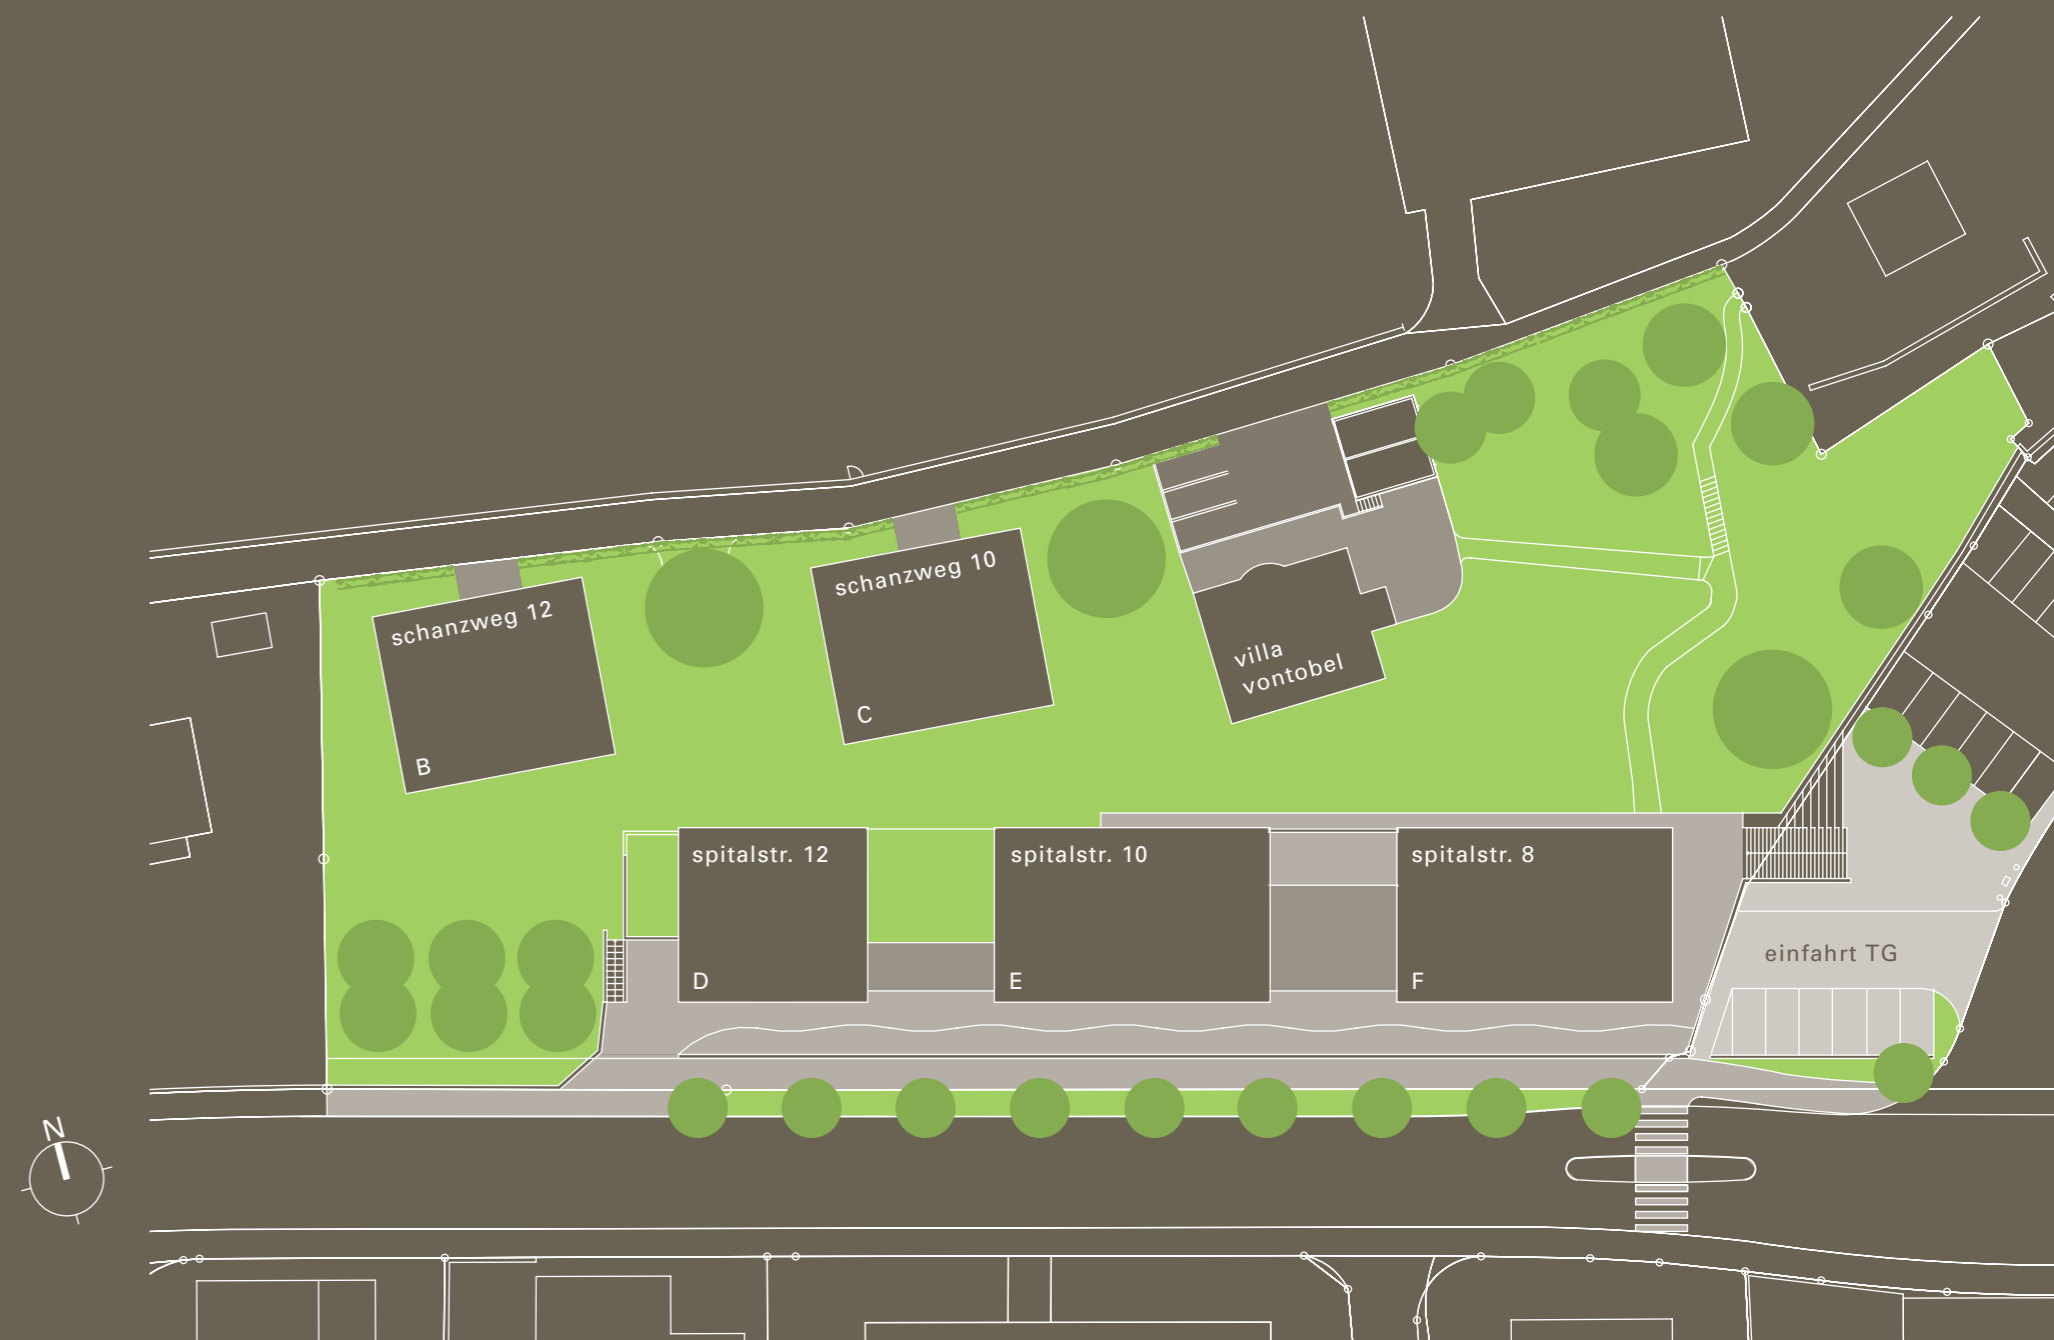 schanzweg 12
B
schanzweg 10
C
villa
vontobel
spitalstr. 12
D
spitalstr. 10
E
spitalstr. 8
F
einfahrt TG
N